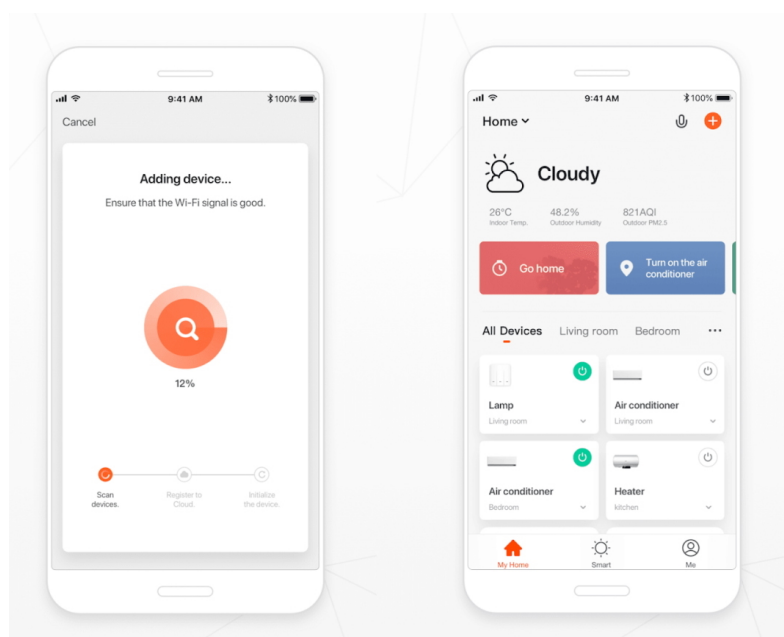 9:41 AM
100%
Cancel
Adding device...
Ensure that the Wi-Fi signal is good.
12%
Scan
devices.
Register to
Cloud.
Initialize
the device.
9:41 AM
100%
Home
Cloudy
26°C
48.2%
821AQI
Indoor Temp.
Outdoor Humidity
Outdoor PM2.5
Go home
Turn on the air
conditioner
All Devices
Living room
Bedroom
Lamp
Living room
Air conditioner
Living room
Air conditioner
Bedroom
Heater
kitchen
My Home
Smart
Me